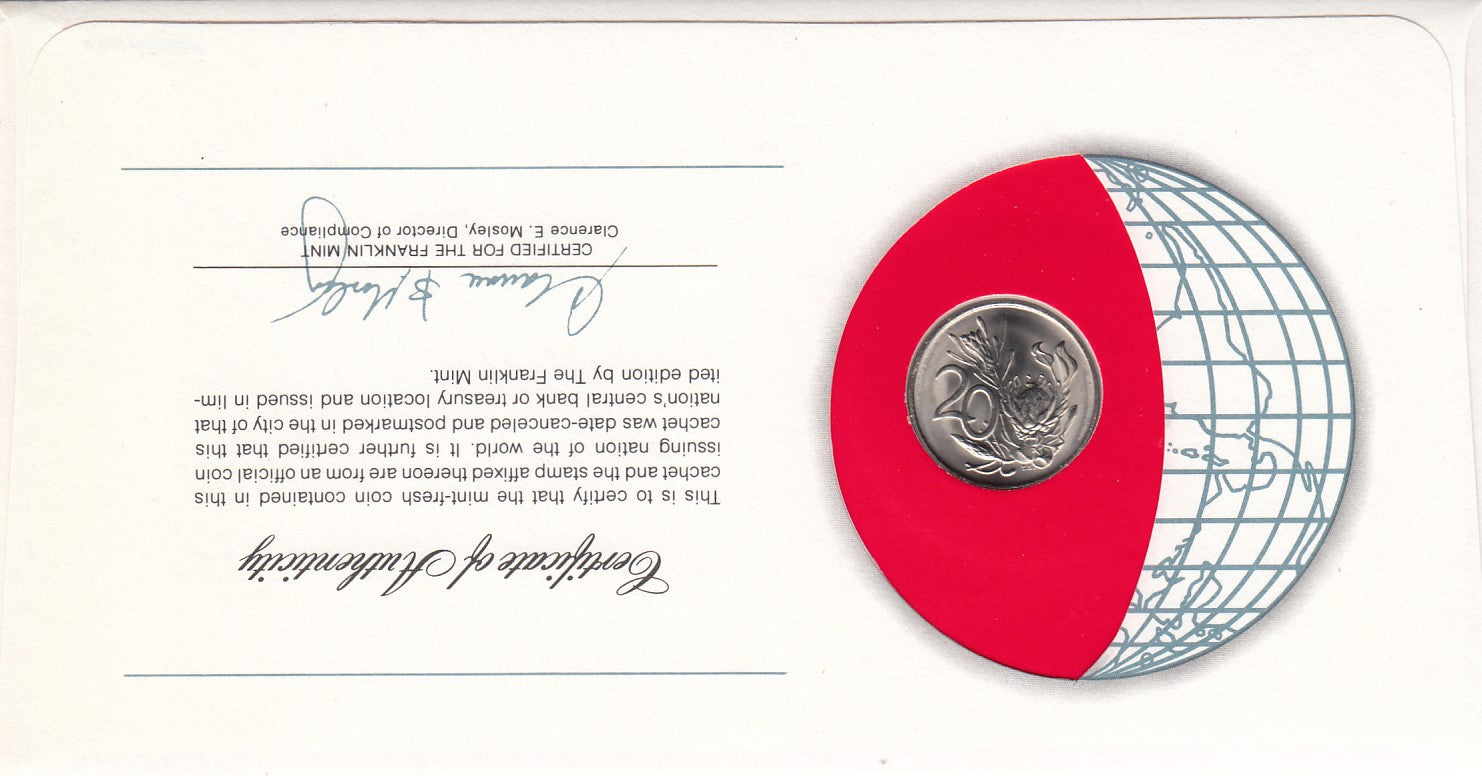 Certificate of Authenticity
This is to certify that the mint-fresh coin contained in this
cachet and the stamp affixed thereon are from an official coin
issuing nation of the world. It is further certified that this
cachet was date-canceled and postmarked in the city of that
nation's central bank or treasury location and issued in lim-
ited edition by The Franklin Mint.
Clarence E Mosley
CERTIFIED FOR THE FRANKLIN MINT
Clarence E. Mosley, Director of Compliance
20